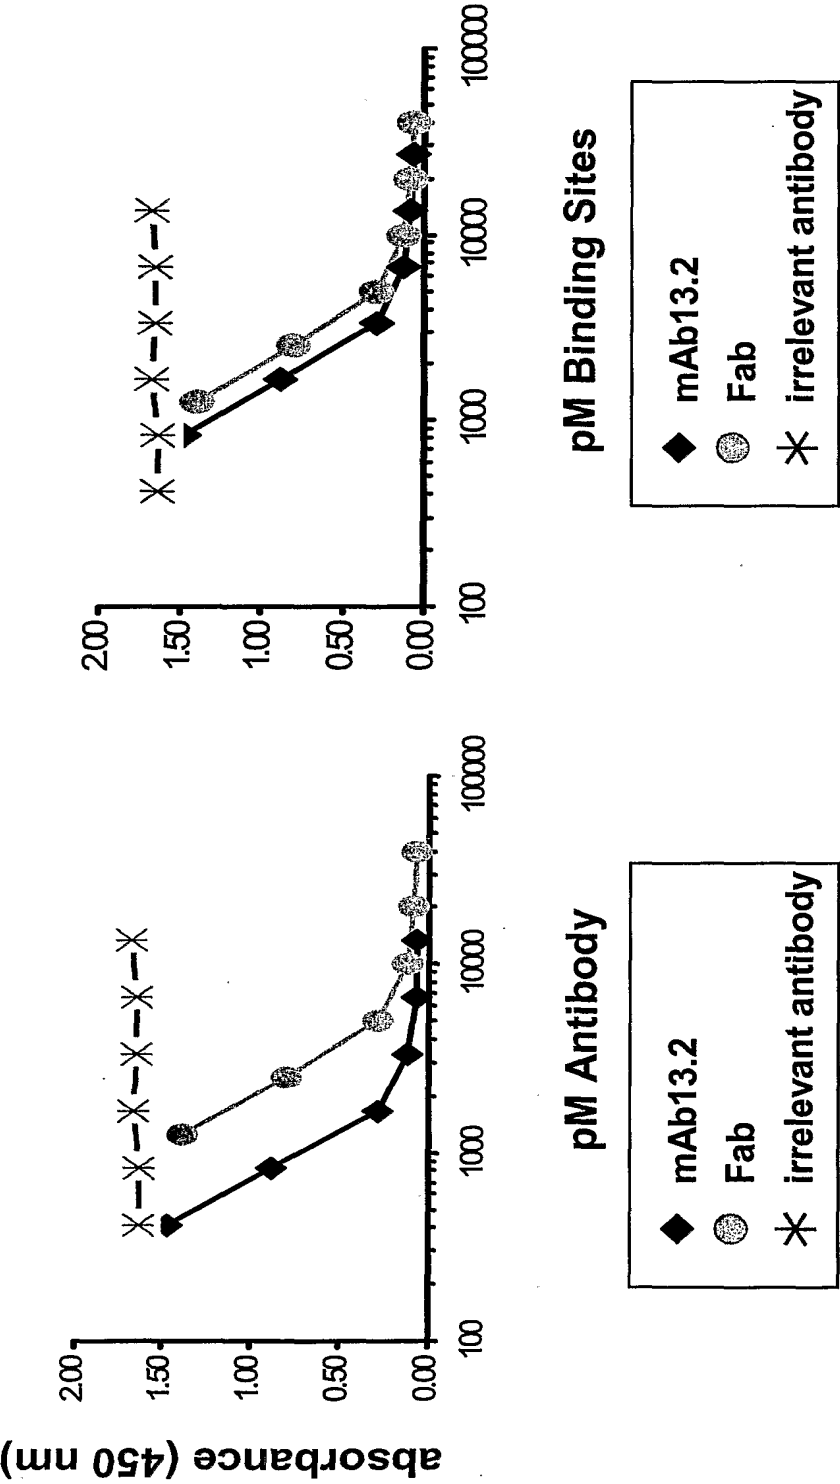 absorbance (450 nm)
2.00
1.50
1.00
0.50
0.00
100
1000
10000
100000
pM Antibody
mAb13.2
Fab
irrelevant antibody
2.00
1.50
1.00
0.50
0.00
100
1000
10000
100000
pM Binding Sites
mAb13.2
Fab
irrelevant antibody